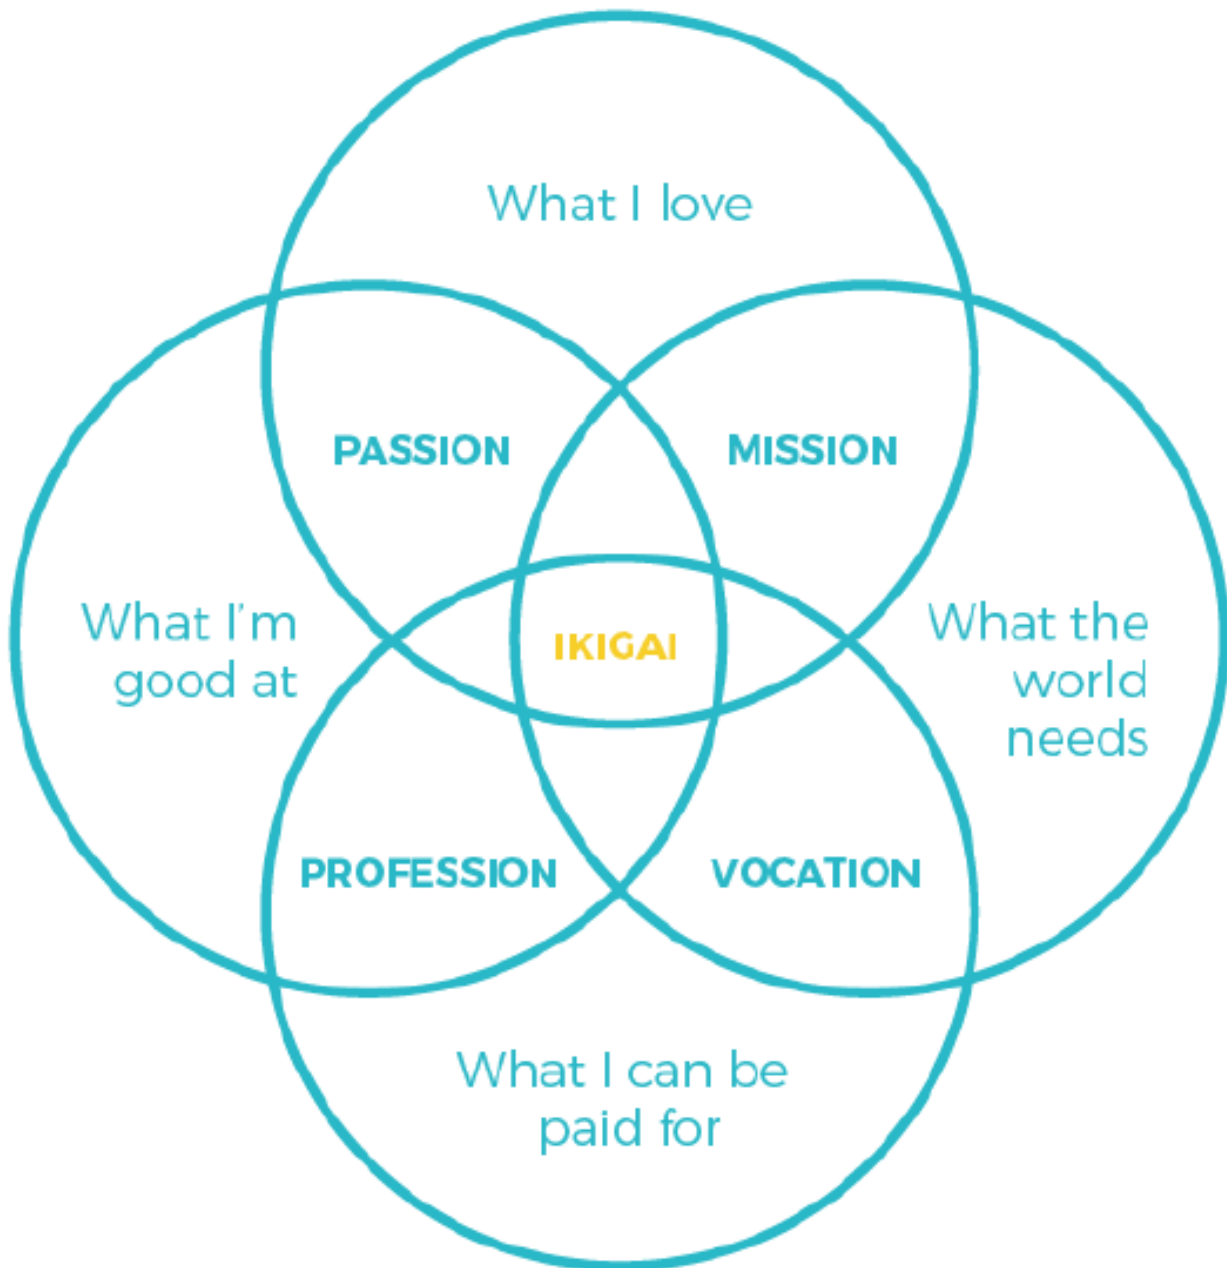 What I love
PASSION
MISSION
What I'm
good at
IKIGAI
What the
world
needs
PROFESSION
VOCATION
What I can be
paid for